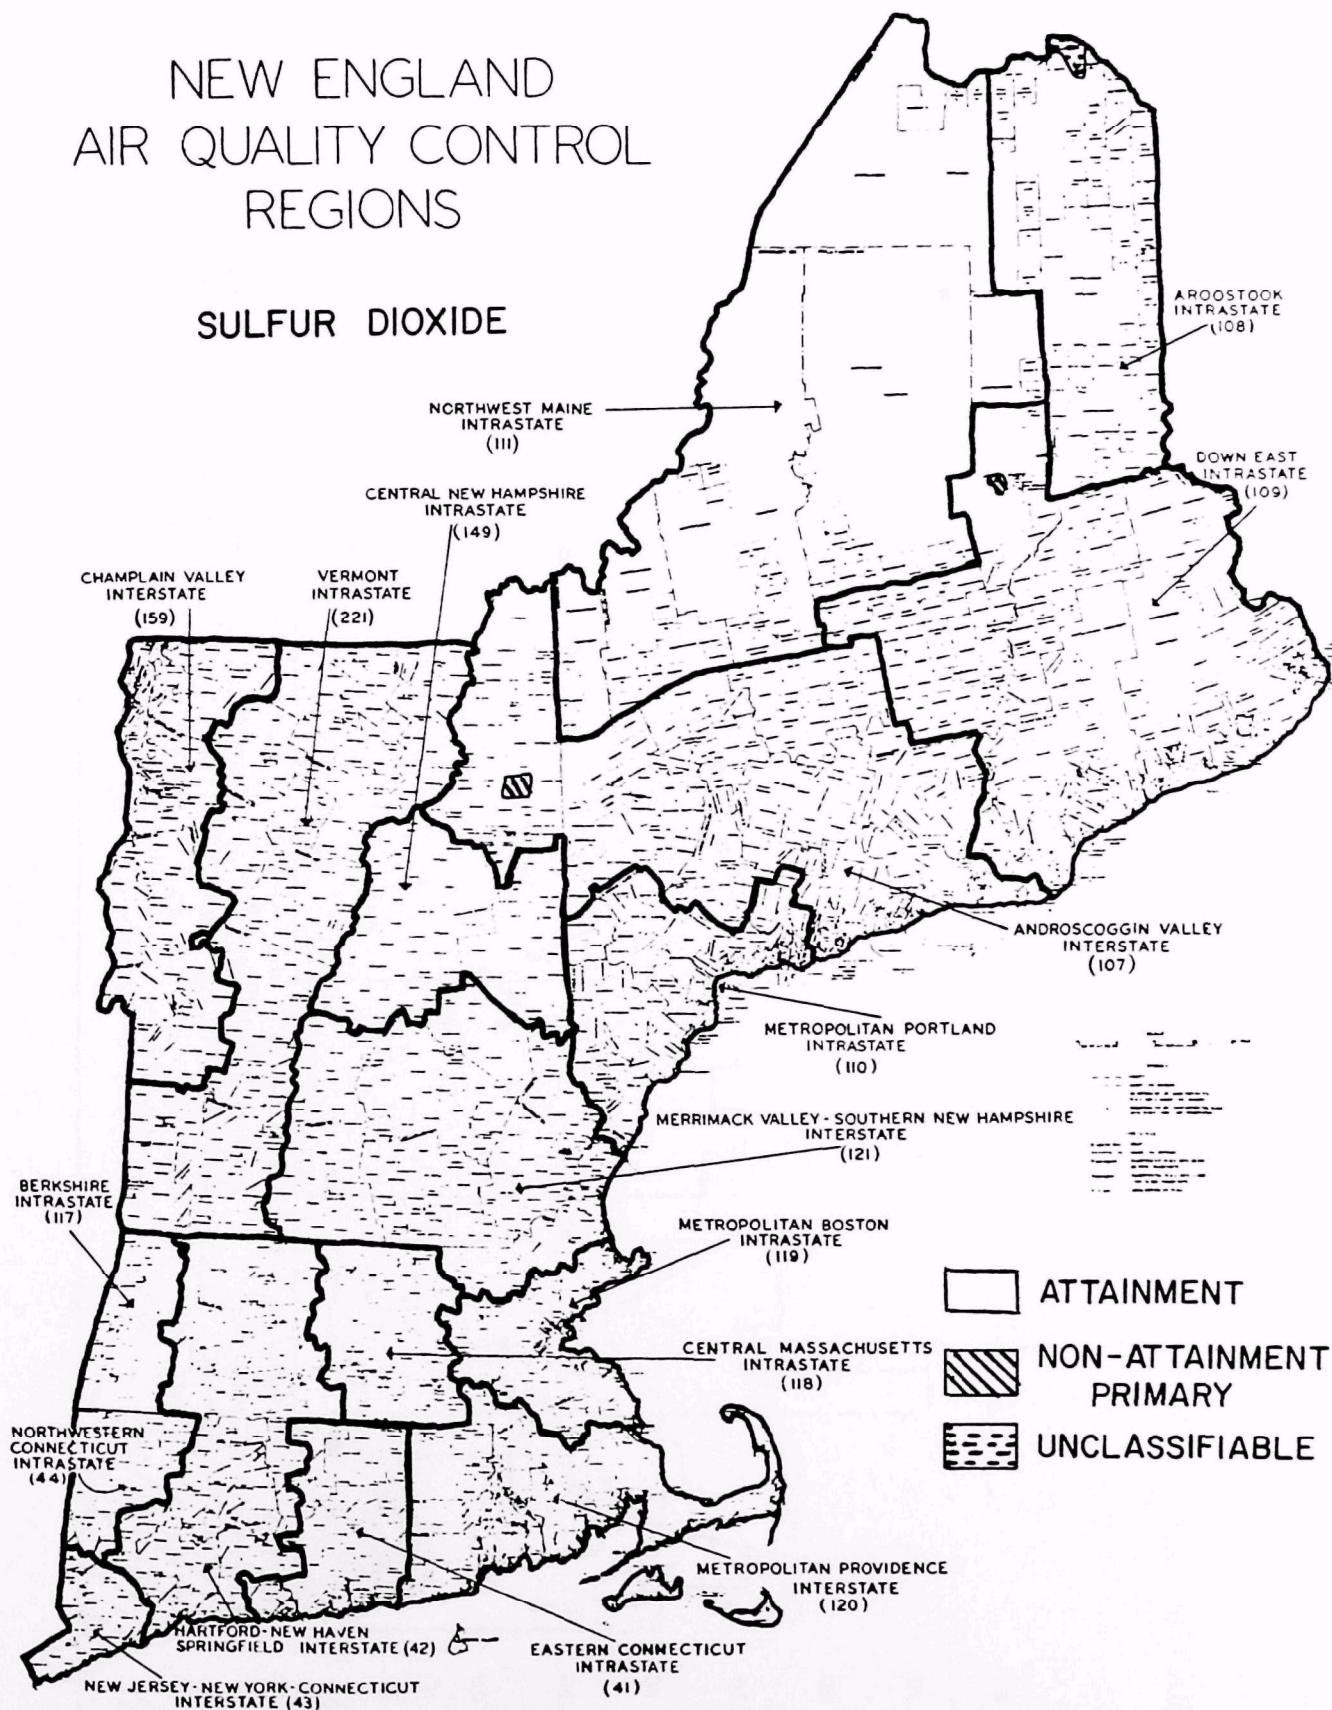 NEW ENGLAND
AIR QUALITY CONTROL
REGIONS
SULFUR DIOXIDE
AROOSTOOK
INTRASTATE
(108)
NORTHWEST MAINE
INTRASTATE
(111)
DOWN EAST
INTRASTATE
(109)
CENTRAL NEW HAMPSHIRE
INTRASTATE
(149)
CHAMPLAIN VALLEY
INTERSTATE
(159)
VERMONT
INTRASTATE
(221)
ANDROSCOGGIN VALLEY
INTERSTATE
(107)
METROPOLITAN PORTLAND
INTRASTATE
(110)
MERRIMACK VALLEY-SOUTHERN NEW HAMPSHIRE
INTERSTATE
(121)
BERKSHIRE
INTRASTATE
(117)
METROPOLITAN BOSTON
INTRASTATE
(119)
CENTRAL MASSACHUSETTS
INTRASTATE
(118)
ATTAINMENT
NON-ATTAINMENT
PRIMARY
UNCLASSIFIABLE
NORTHWESTERN
CONNECTICUT
INTRASTATE
(44)
METROPOLITAN PROVIDENCE
INTERSTATE
(120)
HARTFORD-NEW HAVEN
SPRINGFIELD INTERSTATE (42)
EASTERN CONNECTICUT
INTRASTATE
(41)
NEW JERSEY-NEW YORK-CONNECTICUT
INTERSTATE (43)